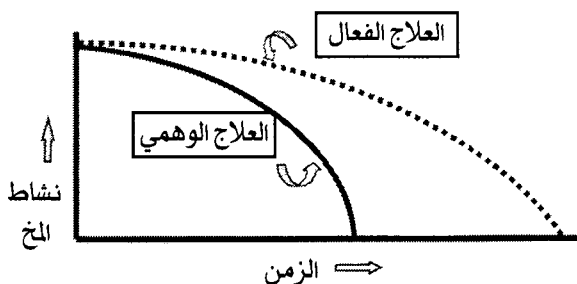 العلاج الفعال
العلاج الوهمي
نشاط
المخ
الزمن